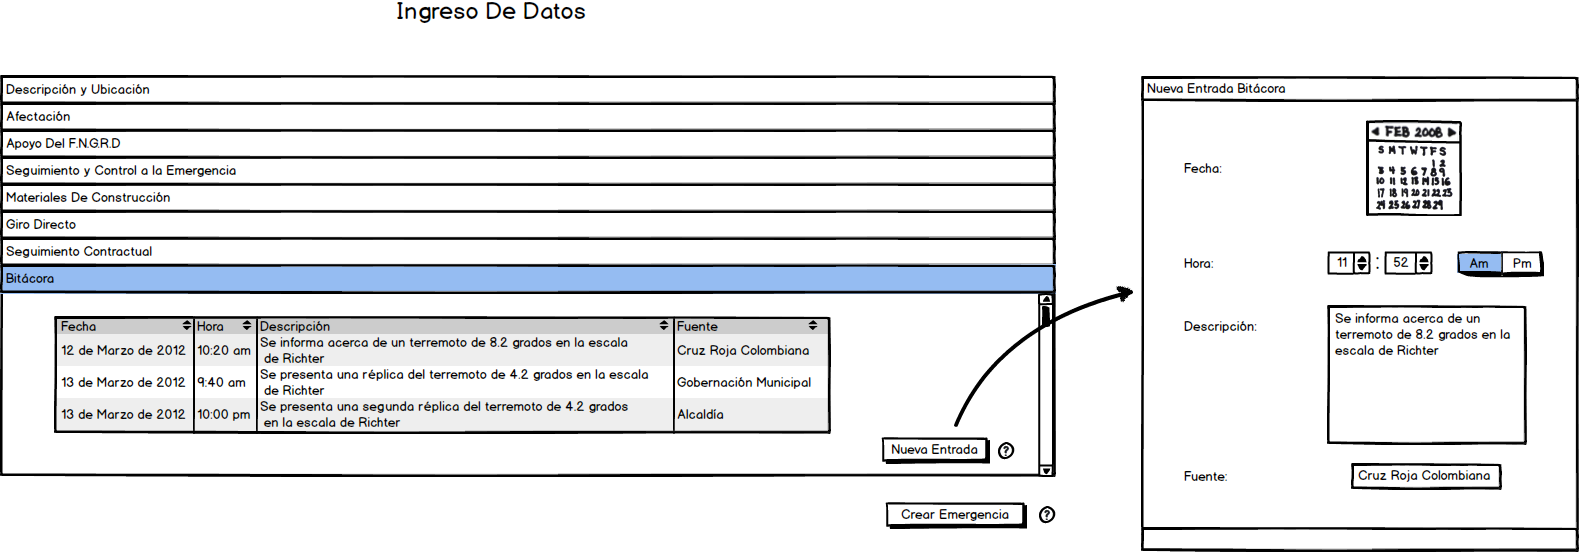 Ingreso De Datos
Descripción y Ubicación
Afectación
Apoyo Del F.N.G.R.D
Seguimiento y Control a la Emergencia
Materiales De Construcción
Giro Directo
Seguimiento Contractual
Bitácora
Fecha Hora Descripción Fuente
12 de Marzo de 2012 10:20 am Se informa acerca de un terremoto de 8.2 grados en la escala
de Richter Cruz Roja Colombiana
13 de Marzo de 2012 9:40 am Se presenta una réplica del terremoto de 4.2 grados en la escala
de Richter Gobernación Municipal
13 de Marzo de 2012 10:00 pm Se presenta una segunda réplica del terremoto de 4.2 grados
en la escala de Richter Alcaldía
Nueva Entrada ?
Crear Emergencia ?
Nueva Entrada Bitácora
Fecha:
FEB 2008
S M T W T F S
1 2
3 4 5 6 7 8 9
10 11 12 13 14 15 16
17 18 19 20 21 22 23
24 25 26 27 28 29
Hora: 11 : 52 Am Pm
Descripción:
Se informa acerca de un
terremoto de 8.2 grados en la
escala de Richter
Fuente: Cruz Roja Colombiana